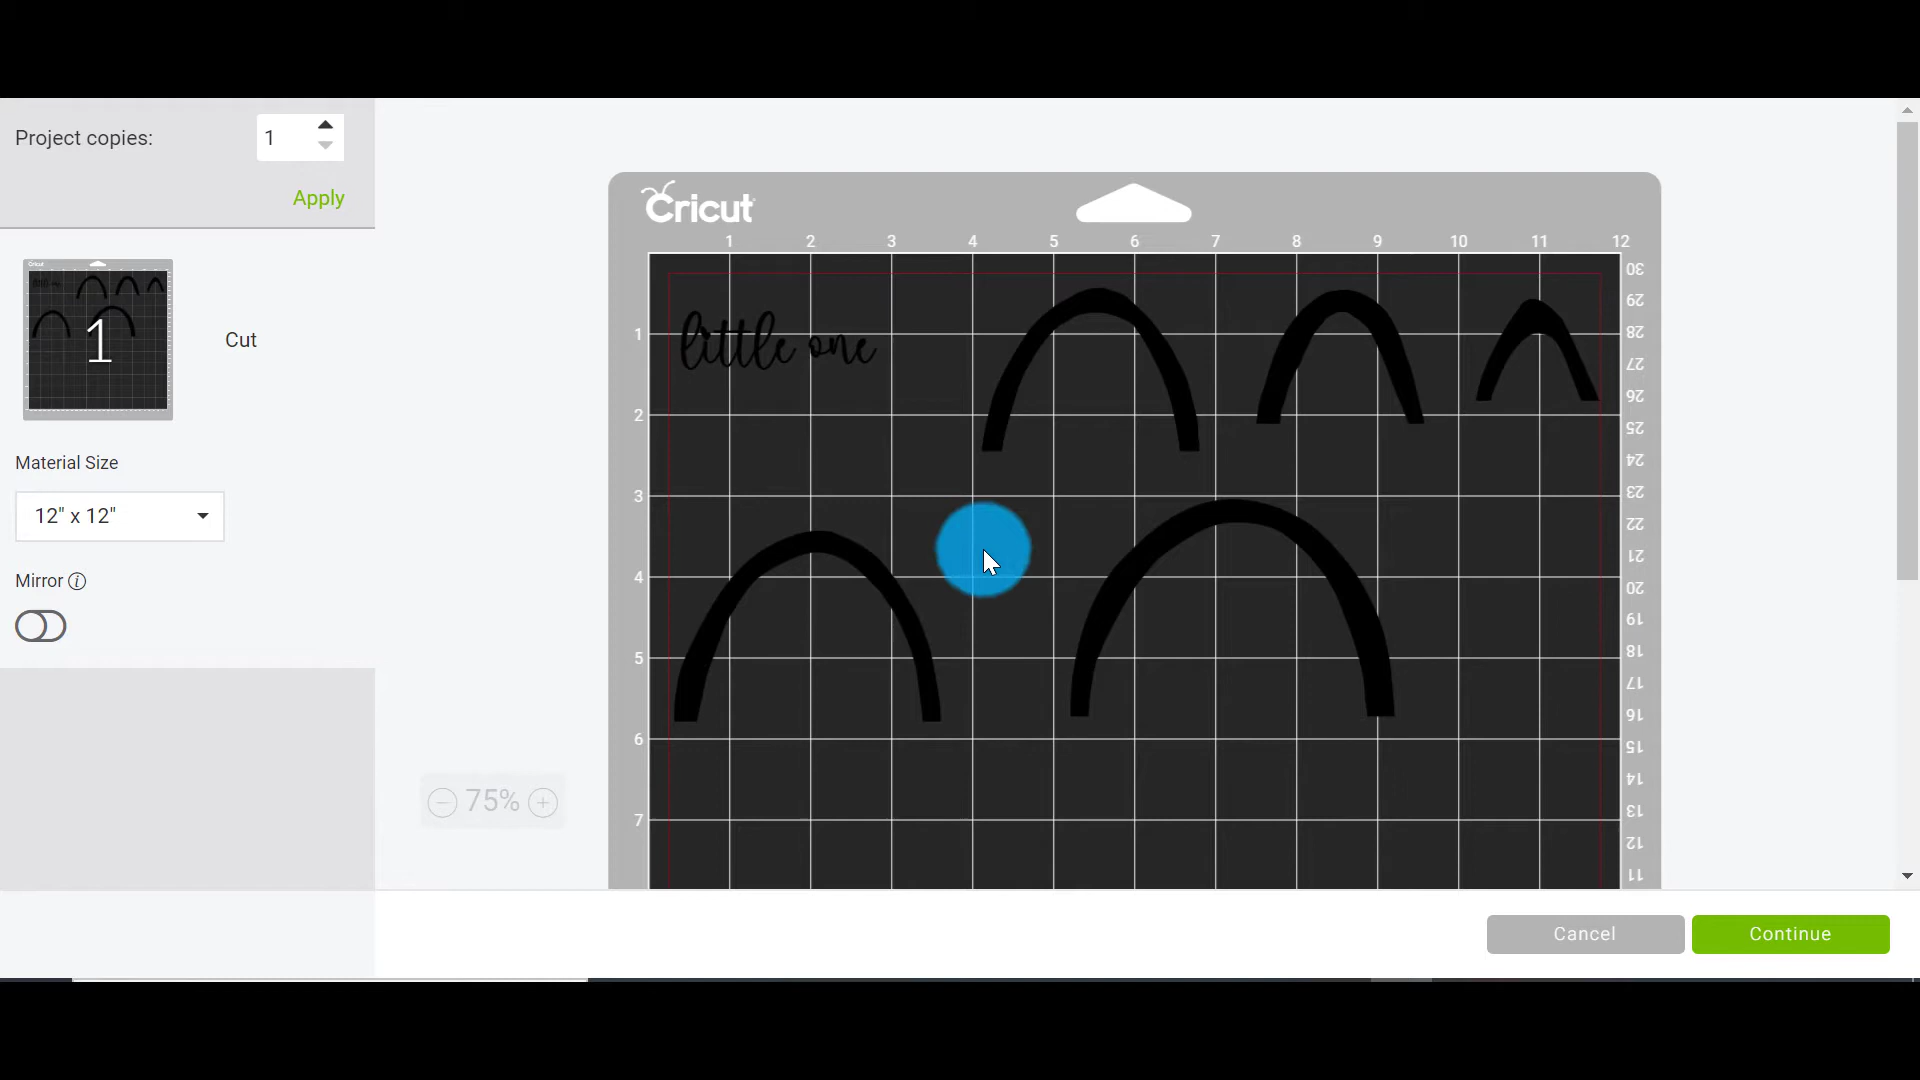 Project copies:
1
Apply
Cricut
1
Cut
Material Size
12" x 12"
Mirror
75%
Cricut
1 2 3 4 5 6 7 8 9 10 11 12
1
2
3
4
5
6
7
30
29
28
27
26
25
24
23
22
21
20
19
18
17
16
15
14
13
12
11
little one
Cancel
Continue